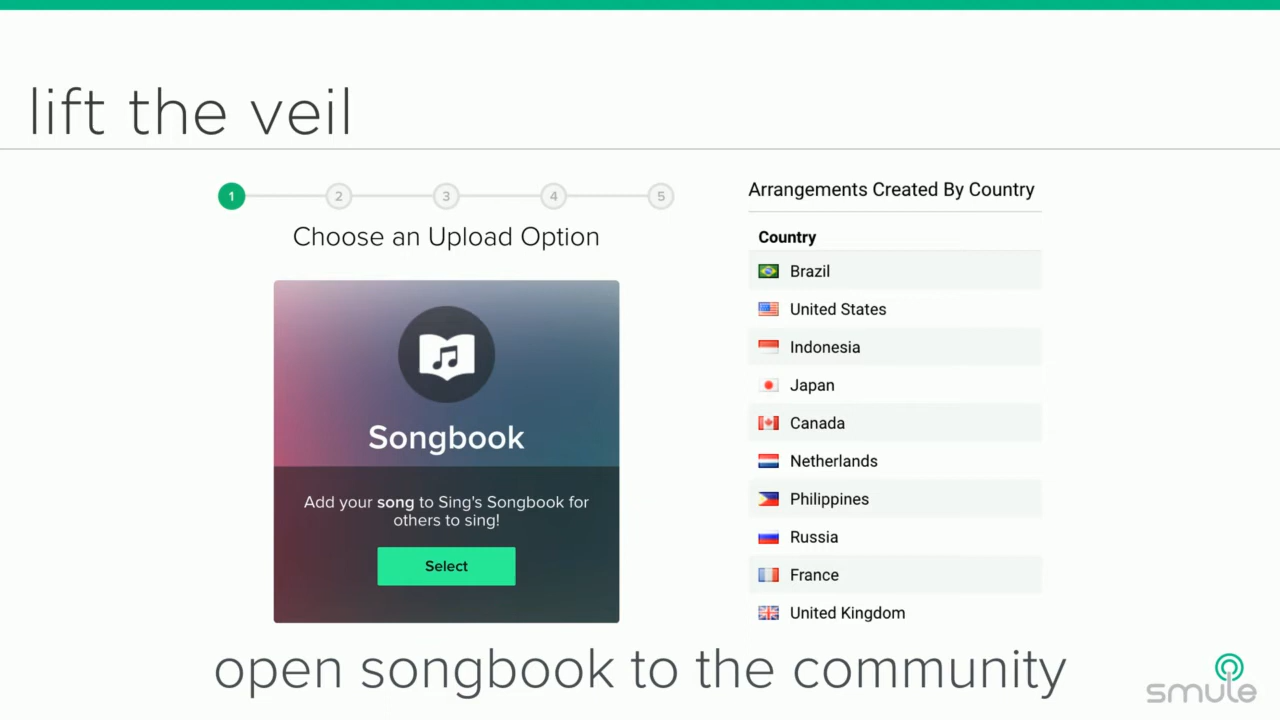 lift the veil
1 2 3 4 5
Choose an Upload Option
Songbook
Add your song to Sing's Songbook for
others to sing!
Select
Arrangements Created By Country
Country
Brazil
United States
Indonesia
Japan
Canada
Netherlands
Philippines
Russia
France
United Kingdom
open songbook to the community
smule